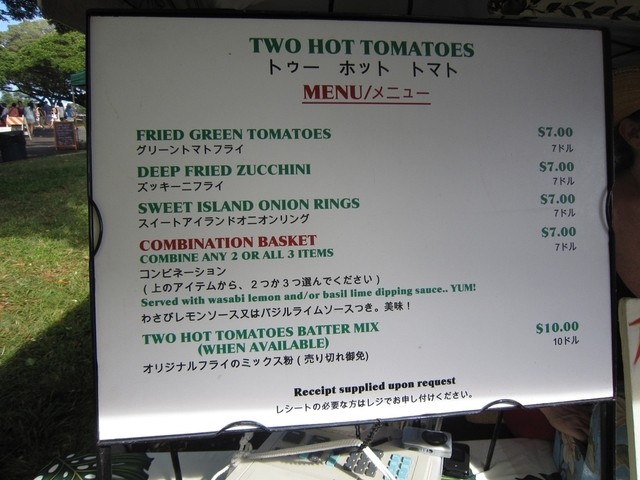 TWO HOT TOMATOES
トゥー ホット トマト
MENU/メニュー
FRIED GREEN TOMATOES $7.00
グリーントマトフライ 7ドル
DEEP FRIED ZUCCHINI $7.00
ズッキーニフライ 7ドル
SWEET ISLAND ONION RINGS $7.00
スイートアイランドオニオンリング 7ドル
COMBINATION BASKET $7.00
COMBINE ANY 2 OR ALL 3 ITEMS 7ドル
コンビネーション
(上のアイテムから、2つか3つ選んでください)
Served with wasabi lemon and/or basil lime dipping sauce.. YUM!
わさびレモンソース又はバジルライムソースつき。美味!
TWO HOT TOMATOES BATTER MIX $10.00
(WHEN AVAILABLE) 10ドル
オリジナルフライのミックス粉(売り切れ御免)
Receipt supplied upon request
レシートの必要な方はレジでお申し付けください。